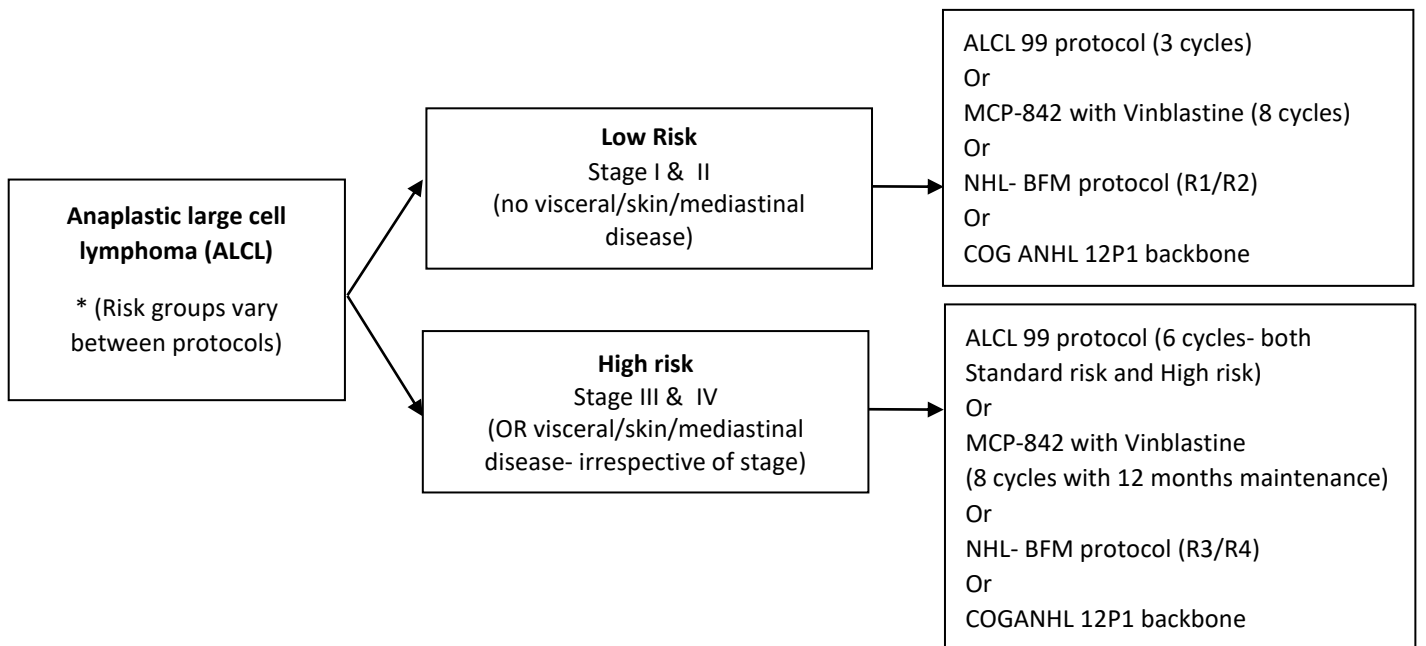 Anaplastic large cell
lymphoma (ALCL)
* (Risk groups vary
between protocols)
Low Risk
Stage I & II
(no visceral/skin/mediastinal
disease)
ALCL 99 protocol (3 cycles)
Or
MCP-842 with Vinblastine (8 cycles)
Or
NHL- BFM protocol (R1/R2)
Or
COG ANHL 12P1 backbone
High risk
Stage III & IV
(OR visceral/skin/mediastinal
disease- irrespective of stage)
ALCL 99 protocol (6 cycles- both
Standard risk and High risk)
Or
MCP-842 with Vinblastine
(8 cycles with 12 months maintenance)
Or
NHL- BFM protocol (R3/R4)
Or
COGANHL 12P1 backbone